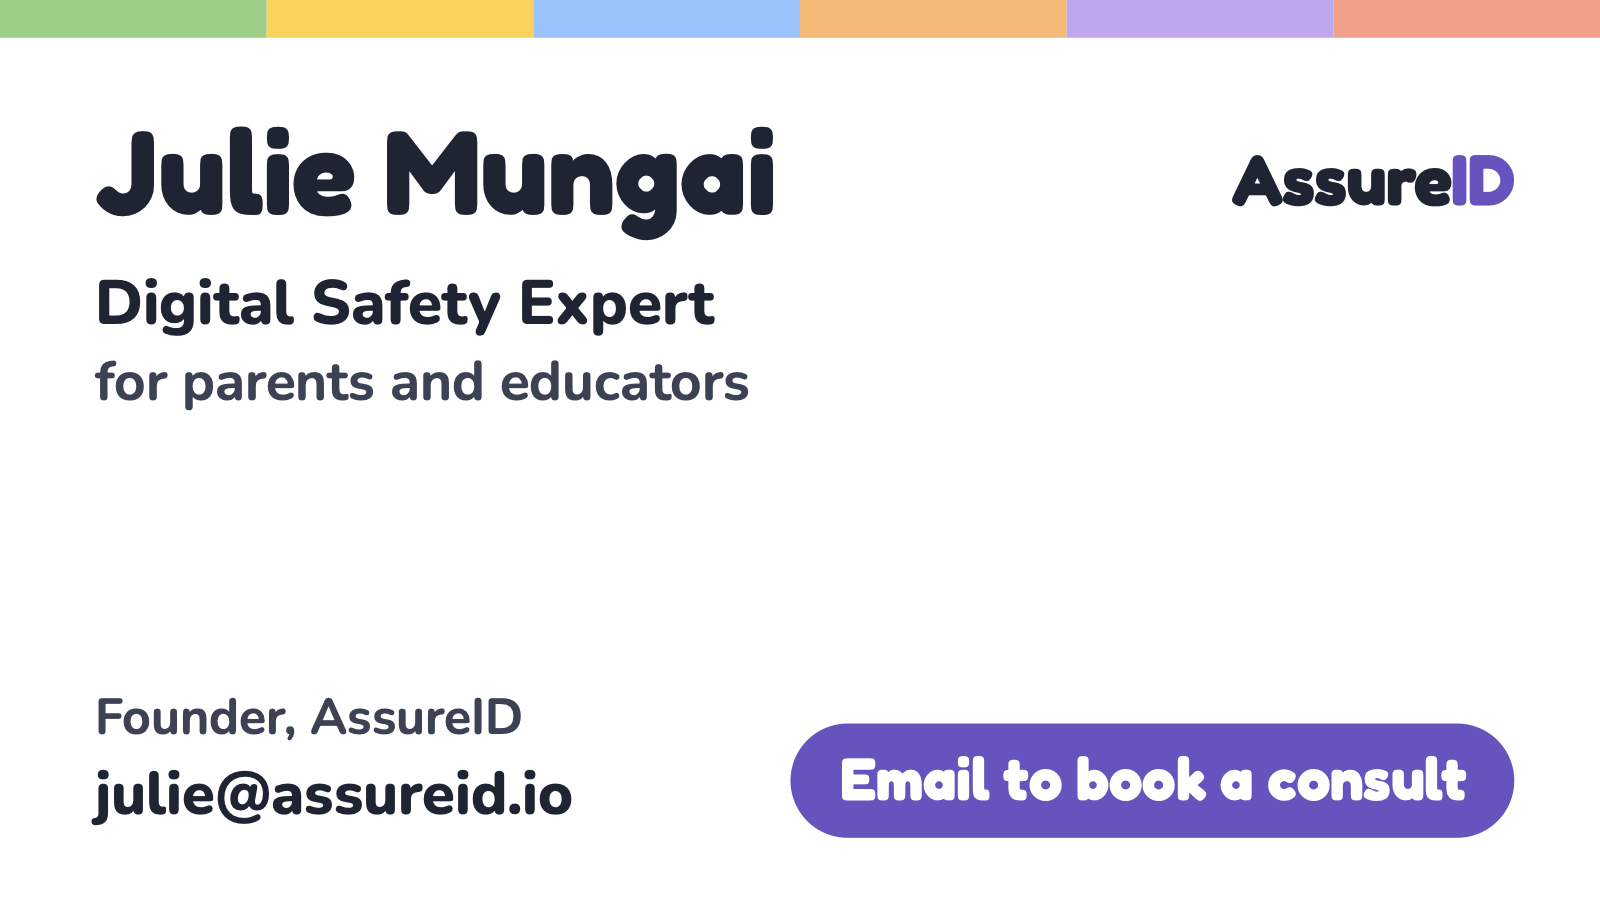 Julie Mungai
AssureID
Digital Safety Expert
for parents and educators
Founder, AssureID
julie@assureid.io
Email to book a consult